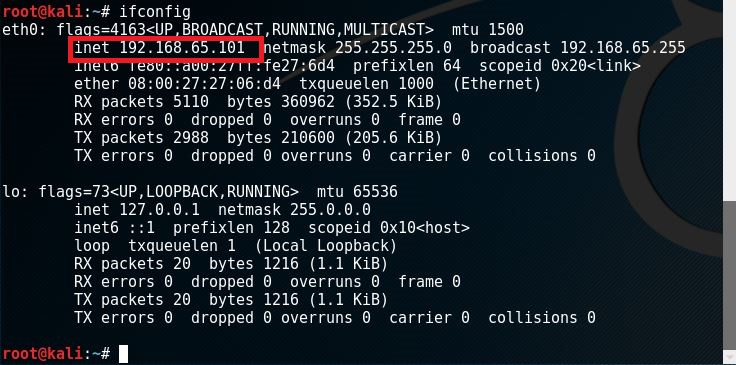 root@kali:~# ifconfig
eth0: flags=4163<UP,BROADCAST,RUNNING,MULTICAST>  mtu 1500
        inet 192.168.65.101  netmask 255.255.255.0  broadcast 192.168.65.255
        inet6 fe80::a00:27ff:fe27:6d4  prefixlen 64  scopeid 0x20<link>
        ether 08:00:27:27:06:d4  txqueuelen 1000  (Ethernet)
        RX packets 5110  bytes 360962 (352.5 KiB)
        RX errors 0  dropped 0  overruns 0  frame 0
        TX packets 2988  bytes 210600 (205.6 KiB)
        TX errors 0  dropped 0 overruns 0  carrier 0  collisions 0
lo: flags=73<UP,LOOPBACK,RUNNING>  mtu 65536
        inet 127.0.0.1  netmask 255.0.0.0
        inet6 ::1  prefixlen 128  scopeid 0x10<host>
        loop  txqueuelen 1  (Local Loopback)
        RX packets 20  bytes 1216 (1.1 KiB)
        RX errors 0  dropped 0  overruns 0  frame 0
        TX packets 20  bytes 1216 (1.1 KiB)
        TX errors 0  dropped 0 overruns 0  carrier 0  collisions 0
root@kali:~#